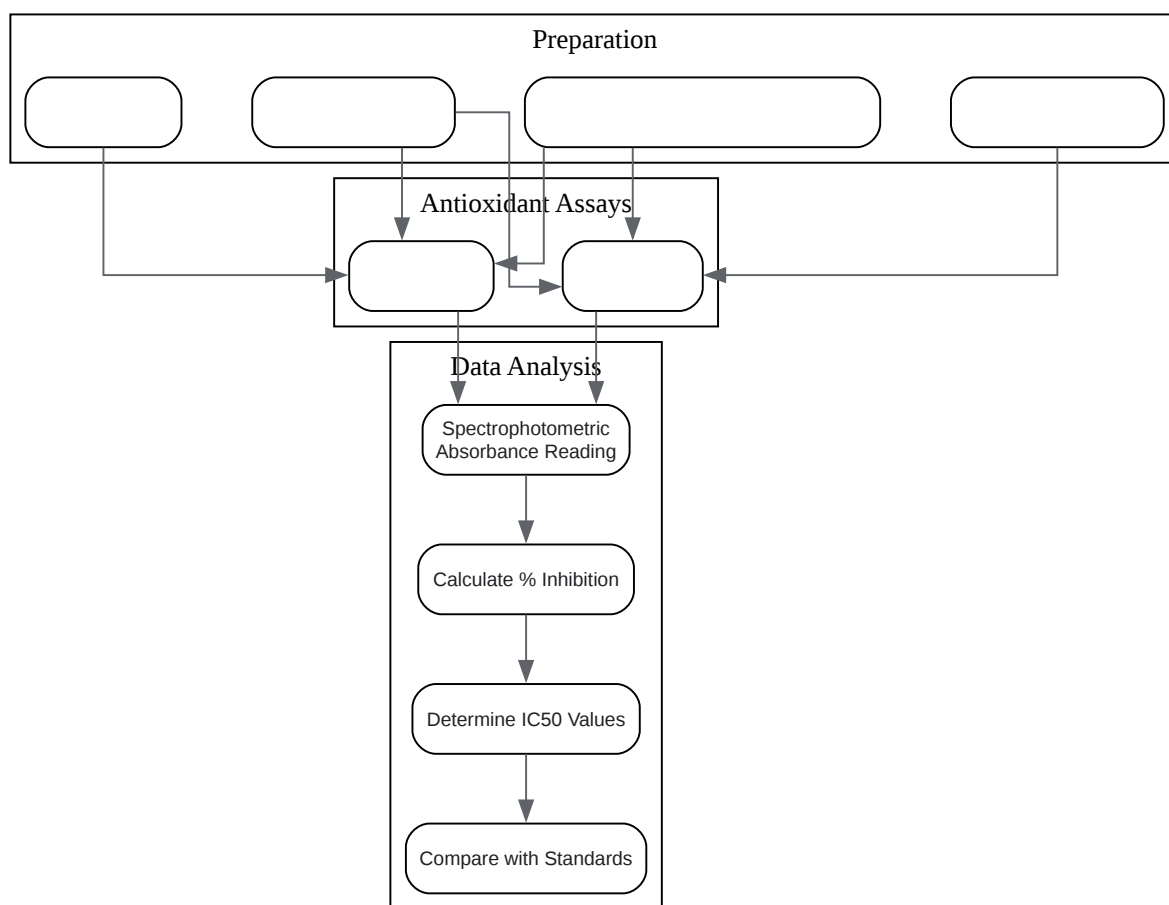 Preparation
Antioxidant Assays
Data Analysis
Spectrophotometric
Absorbance Reading
Calculate % Inhibition
Determine IC50 Values
Compare with Standards